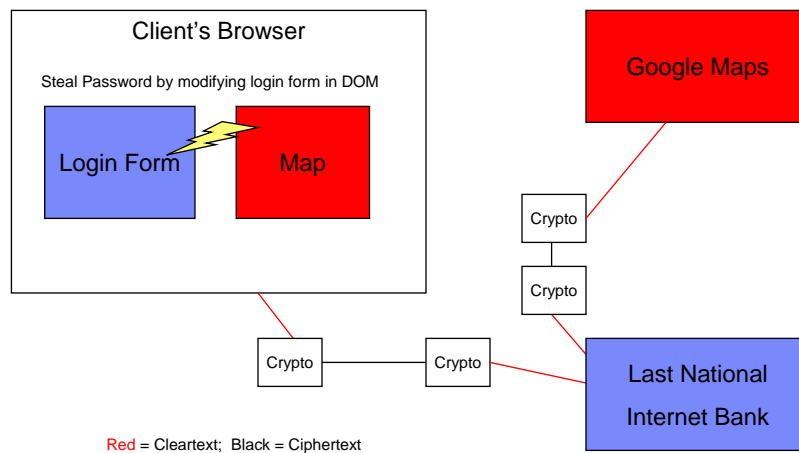 Client's Browser
Steal Password by modifying login form in DOM
Login Form
Map
Google Maps
Crypto
Crypto
Crypto
Crypto
Last National
Internet Bank
Red = Cleartext; Black = Ciphertext